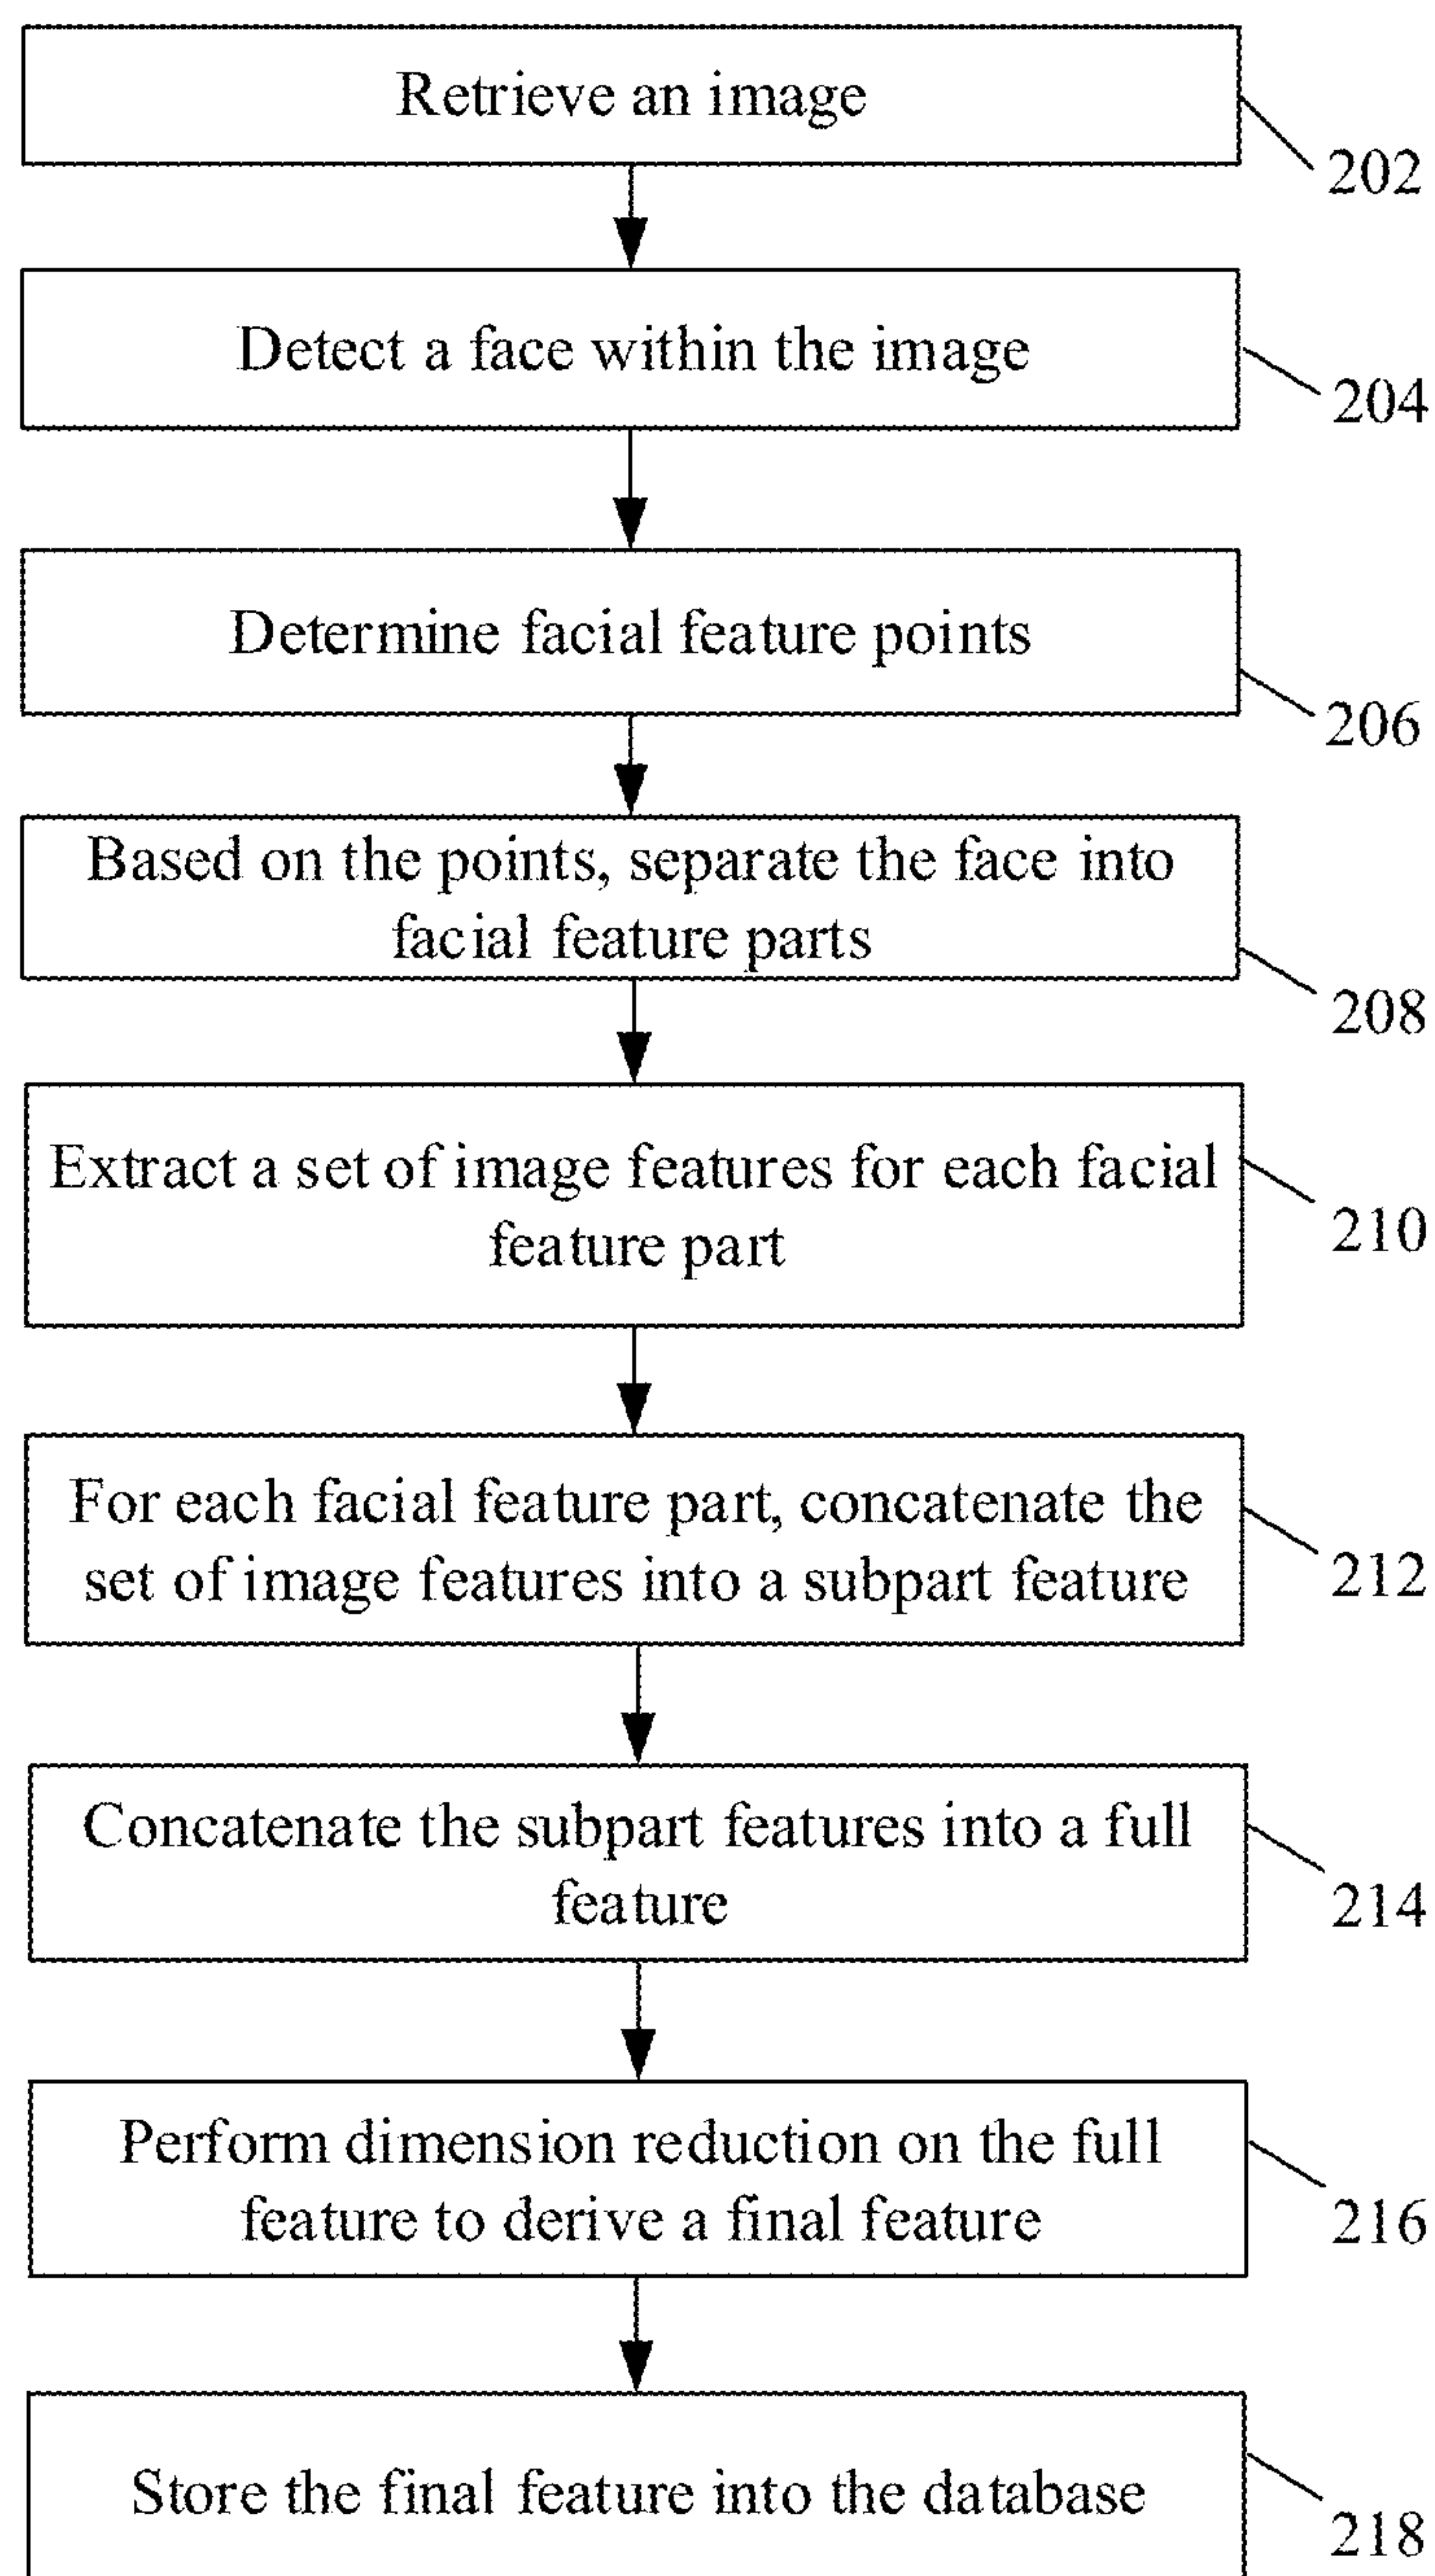 Retrieve an image
202
Detect a face within the image
204
Determine facial feature points
206
Based on the points, separate the face into
facial feature parts
208
Extract a set of image features for each facial
feature part
210
For each facial feature part, concatenate the
set of image features into a subpart feature
212
Concatenate the subpart features into a full
feature
214
Perform dimension reduction on the full
feature to derive a final feature
216
Store the final feature into the database
218